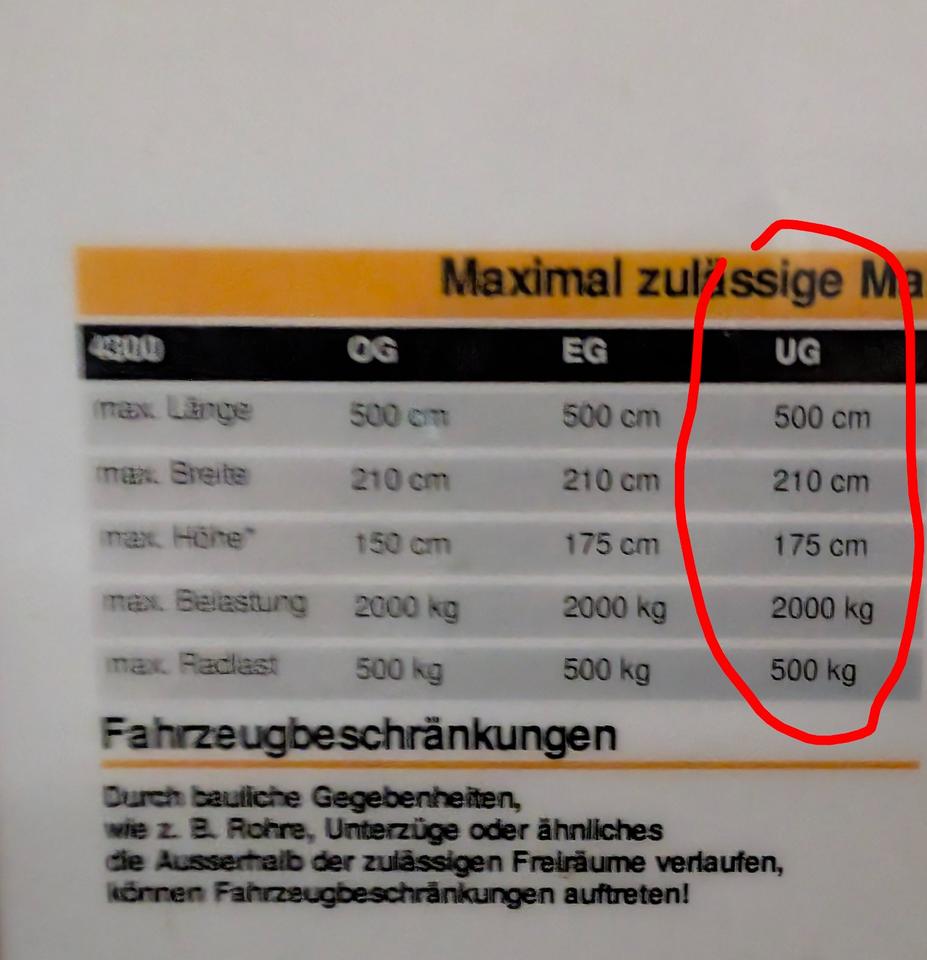 Maximal zulässige Ma
4300 OG EG UG
max. Länge 500 cm 500 cm 500 cm
max. Breite 210 cm 210 cm 210 cm
max. Höhe* 150 cm 175 cm 175 cm
max. Belastung 2000 kg 2000 kg 2000 kg
max. Radlast 500 kg 500 kg 500 kg
Fahrzeugbeschränkungen
Durch bauliche Gegebenheiten,
wie z. B. Rohre, Unterzüge oder ähnliches
die Ausserhalb der zulässigen Freiräume verlaufen,
können Fahrzeugbeschränkungen auftreten!